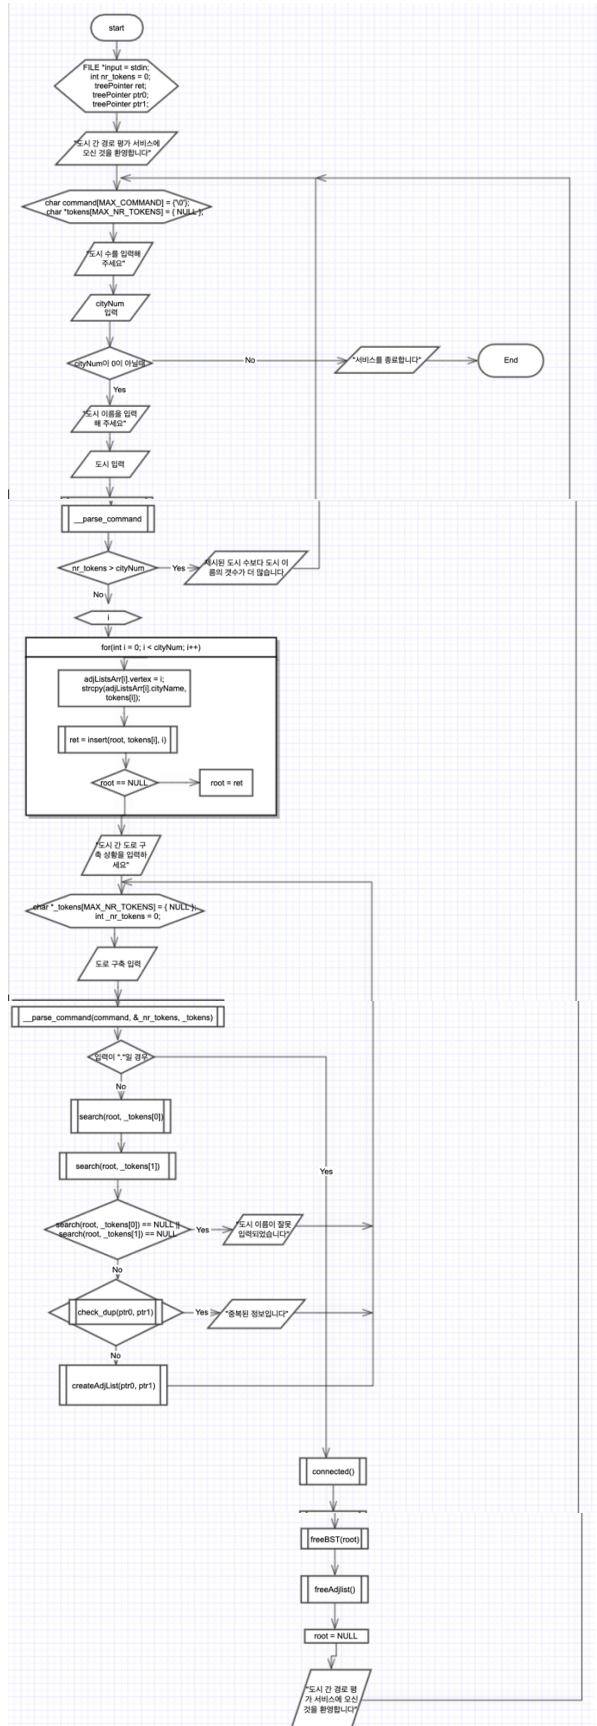 start
FILE *input = stdin;
int nr_tokens = 0;
treePointer ret;
treePointer ptr0;
treePointer ptr1;
"도시 간 경로 평가 서비스에
오신 것을 환영합니다"
char command[MAX_COMMAND] = {'\0'};
char *tokens[MAX_NR_TOKENS] = { NULL };
"도시 수를 입력해
주세요"
cityNum
입력
cityNum이 0이 아닐때
No
"서비스를 종료합니다"
End
Yes
"도시 이름을 입력
해 주세요"
도시 입력
__parse_command
nr_tokens > cityNum
Yes
제시된 도시 수보다 도시 이
름의 갯수가 더 많습니다
No
i
for(int i = 0; i < cityNum; i++)
adjListsArr[i].vertex = i;
strcpy(adjListsArr[i].cityName,
tokens[i]);
ret = insert(root, tokens[i], i)
root == NULL
root = ret
"도시 간 도로 구
축 상황을 입력하
세요"
char *_tokens[MAX_NR_TOKENS] = { NULL };
int _nr_tokens = 0;
도로 구축 입력
__parse_command(command, &_nr_tokens, _tokens)
입력이 "."일 경우
No
search(root, _tokens[0])
Yes
search(root, _tokens[1])
search(root, _tokens[0]) == NULL ||
search(root, _tokens[1]) == NULL
Yes
"도시 이름이 잘못
입력되었습니다"
No
check_dup(ptr0, ptr1)
Yes
"중복된 정보입니다"
No
createAdjList(ptr0, ptr1)
connected()
freeBST(root)
freeAdjlist()
root = NULL
"도시 간 경로 평
가 서비스에 오신
것을 환영합니다"